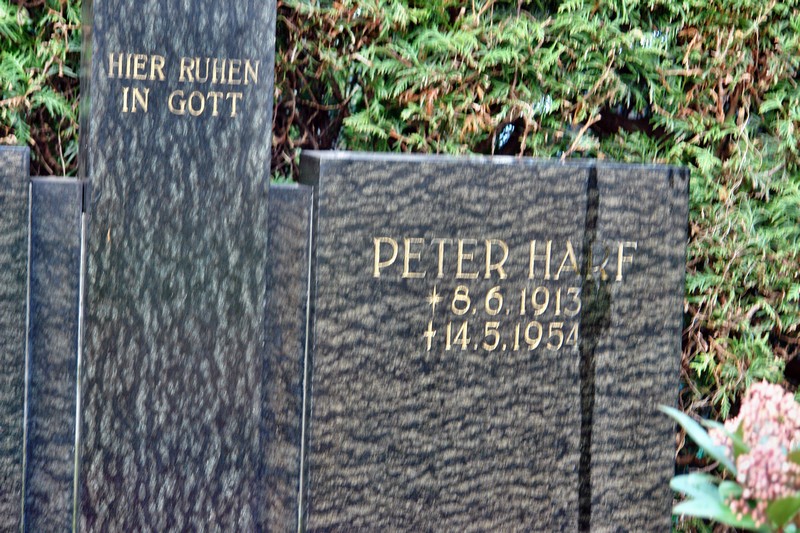 HIER RUHEN
IN GOTT
PETER HARF
* 8.6.1913
† 14.5.1954